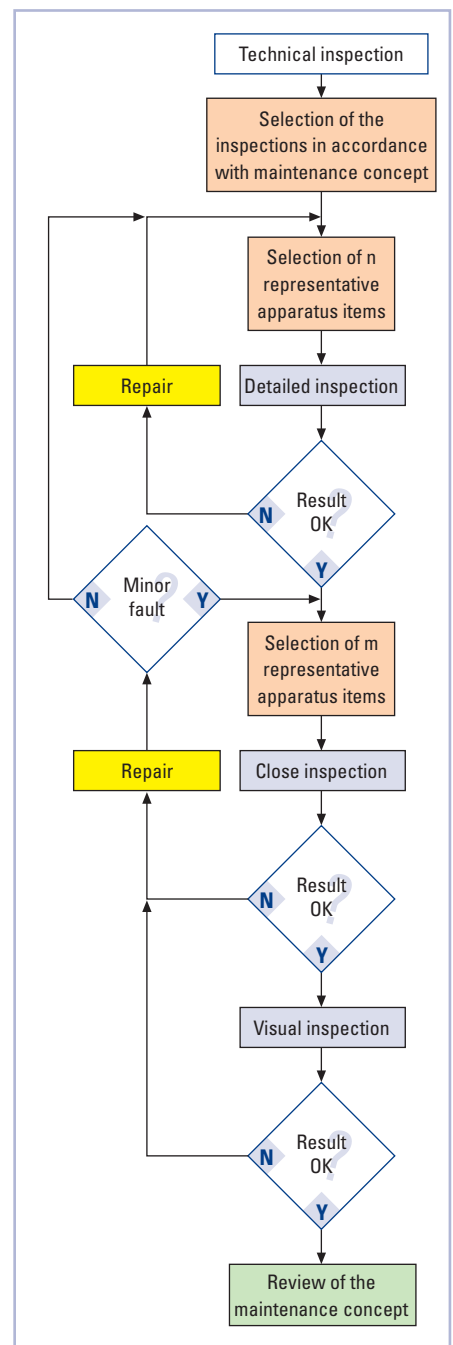 Technical inspection
Selection of the
inspections in accordance
with maintenance concept
Selection of n
representative
apparatus items
Repair
Detailed inspection
Result
OK
?
N
Y
Minor
fault
?
N
Y
Selection of m
representative
apparatus items
Repair
Close inspection
Result
OK
?
N
Y
Visual inspection
Result
OK
?
N
Y
Review of the
maintenance concept